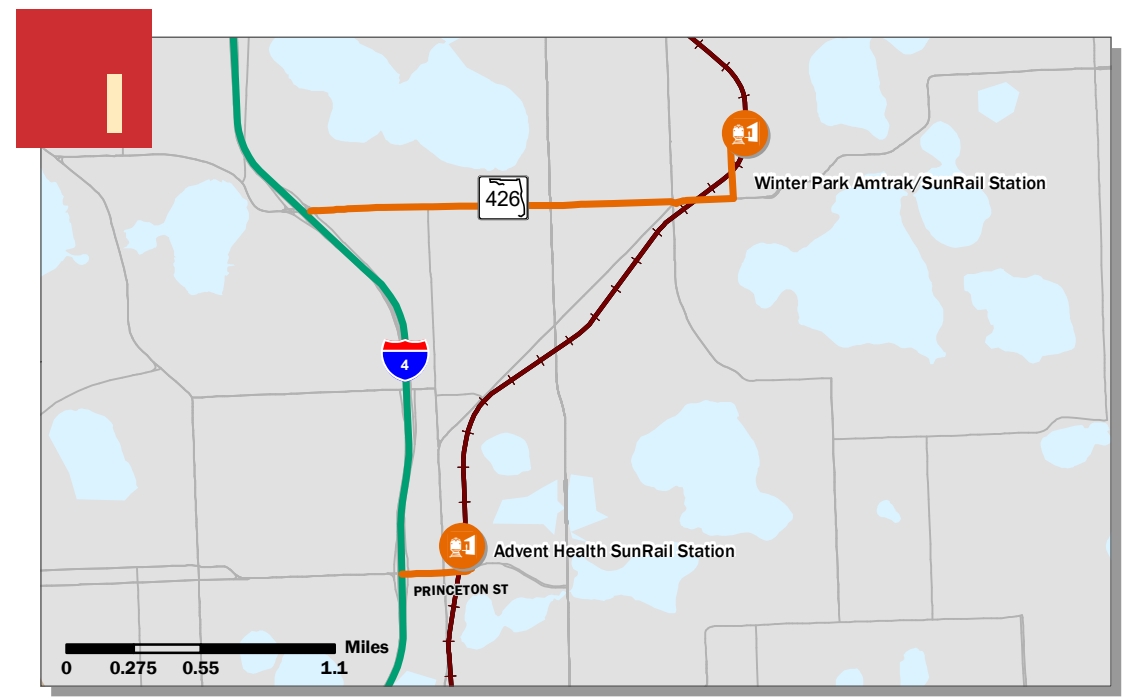 426
Winter Park Amtrak/SunRail Station
4
Advent Health SunRail Station
PRINCETON ST
Miles
0 0.275 0.55 1.1